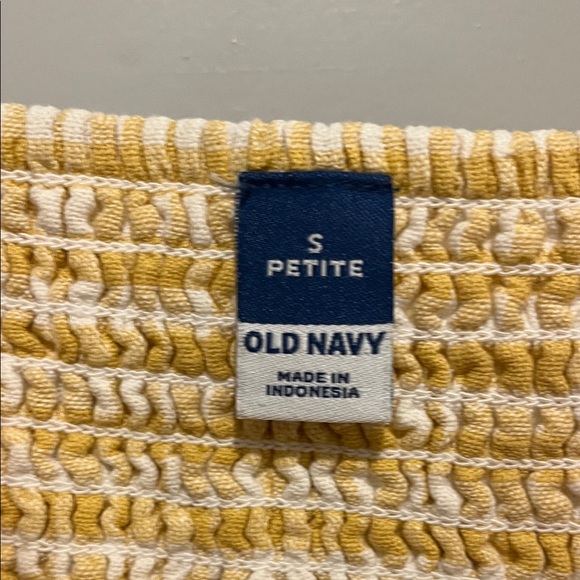 S
PETITE
OLD NAVY
MADE IN
INDONESIA